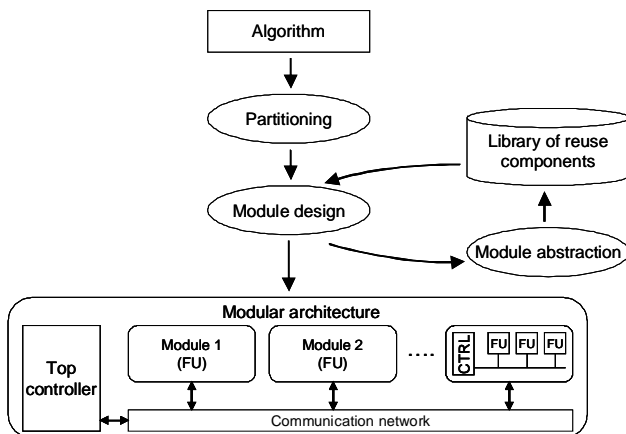 Algorithm
Partitioning
Library of reuse
components
Module design
Module abstraction
Modular architecture
Top
controller
Module 1
(FU)
Module 2
(FU)
....
CTRL
FU
FU
FU
Communication network